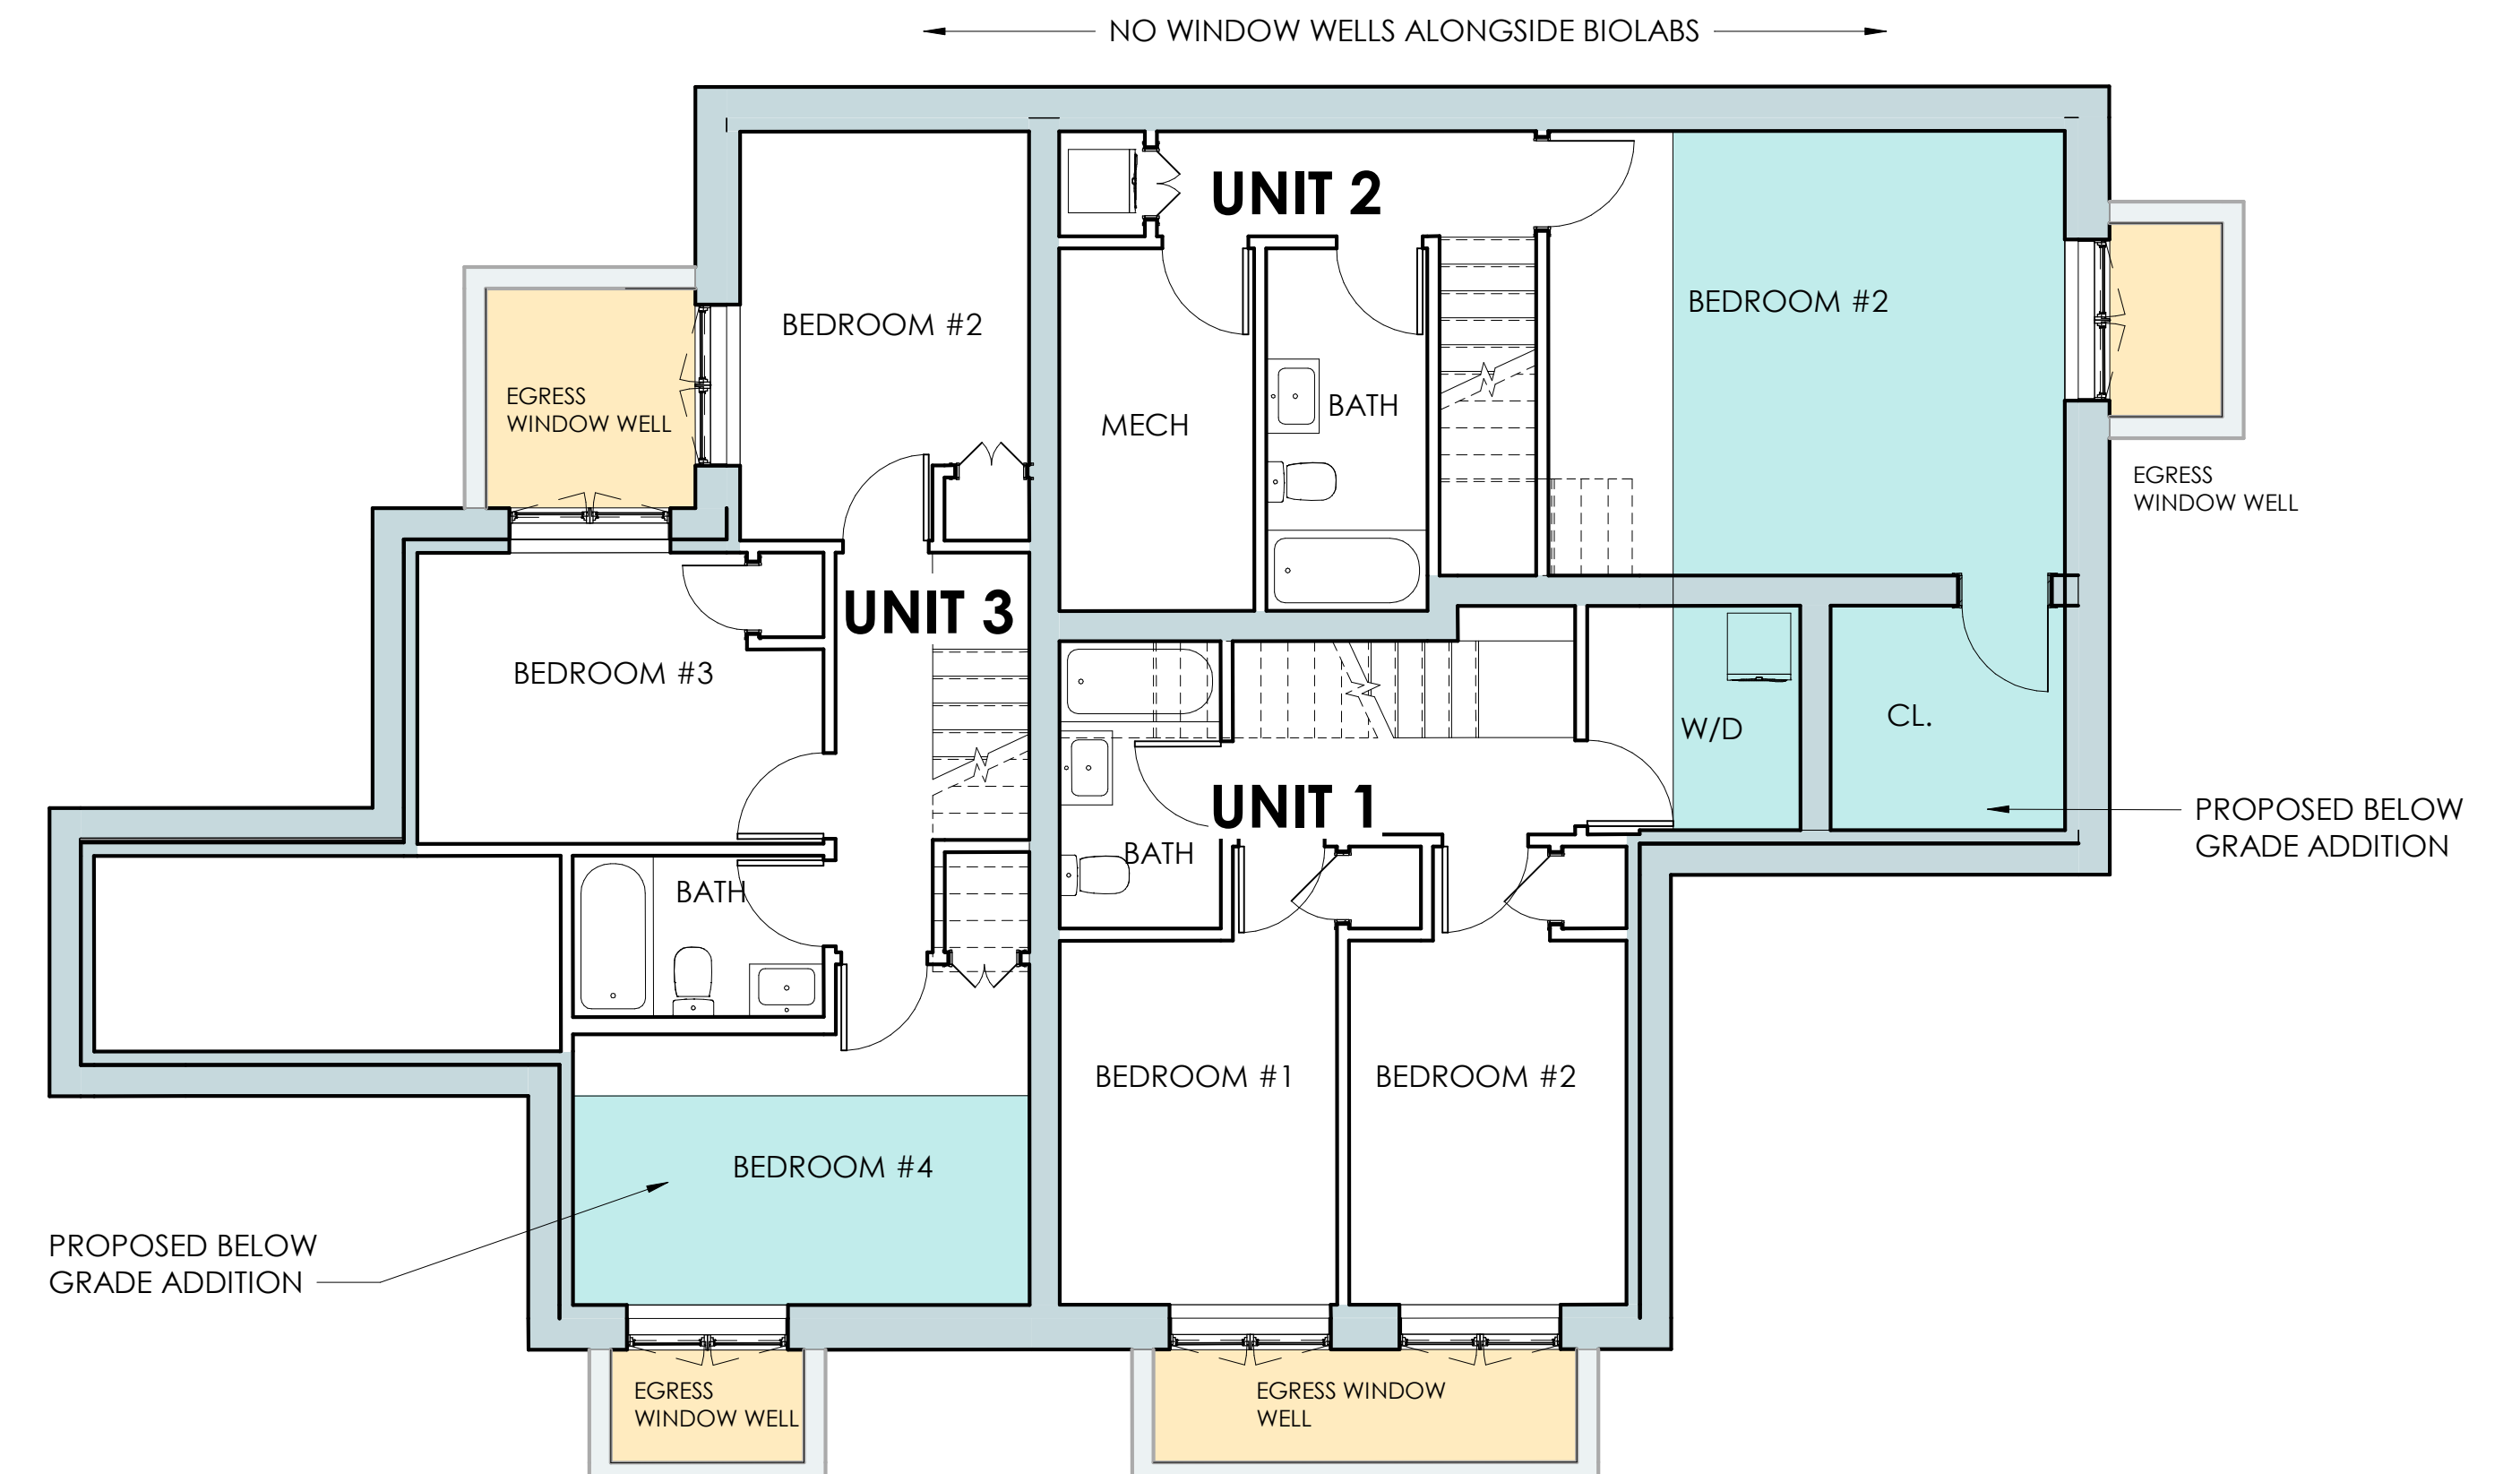 NO WINDOW WELLS ALONGSIDE BIOLABS
UNIT 2
BEDROOM #2
BEDROOM #2
EGRESS
WINDOW WELL
BATH
MECH
EGRESS
WINDOW WELL
UNIT 3
BEDROOM #3
W/D
CL.
UNIT 1
PROPOSED BELOW
GRADE ADDITION
BATH
BATH
BEDROOM #1
BEDROOM #2
BEDROOM #4
PROPOSED BELOW
GRADE ADDITION
EGRESS
WINDOW WELL
EGRESS WINDOW
WELL